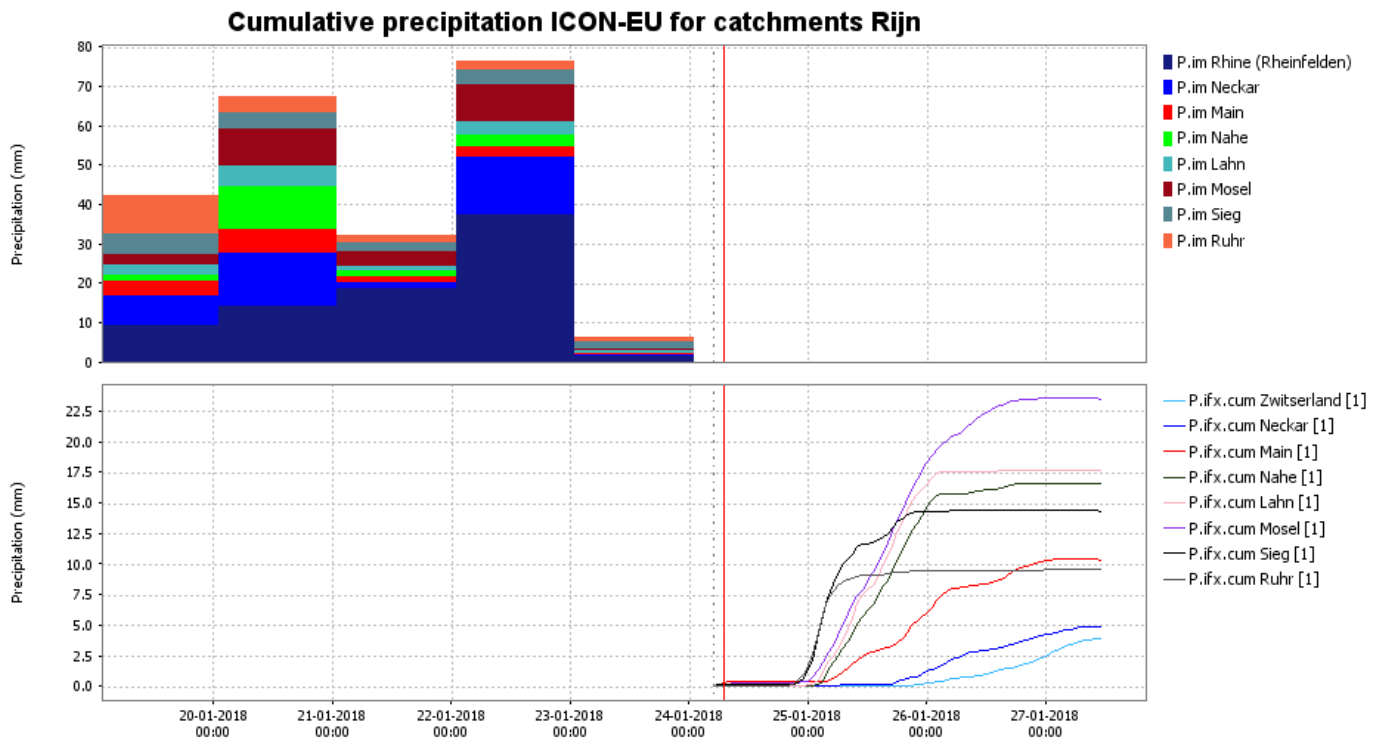 Cumulative precipitation ICON-EU for catchments Rijn
80
70
60
50
40
30
20
10
0
Precipitation (mm)
P.im Rhine (Rheinfelden)
P.im Neckar
P.im Main
P.im Nahe
P.im Lahn
P.im Mosel
P.im Sieg
P.im Ruhr
22.5
20.0
17.5
15.0
12.5
10.0
7.5
5.0
2.5
0.0
Precipitation (mm)
P.ifx.cum Zwitserland [1]
P.ifx.cum Neckar [1]
P.ifx.cum Main [1]
P.ifx.cum Nahe [1]
P.ifx.cum Lahn [1]
P.ifx.cum Mosel [1]
P.ifx.cum Sieg [1]
P.ifx.cum Ruhr [1]
20-01-2018 21-01-2018 22-01-2018 23-01-2018 24-01-2018 25-01-2018 26-01-2018 27-01-2018
00:00 00:00 00:00 00:00 00:00 00:00 00:00 00:00